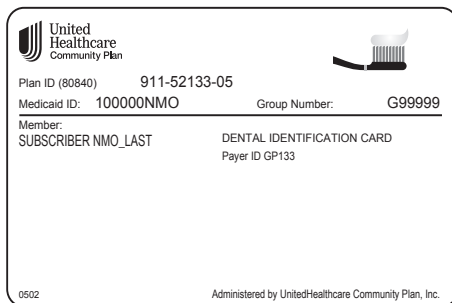 United
Healthcare
Community Plan
Plan ID (80840) 911-52133-05
Medicaid ID: 100000NMO Group Number: G99999
Member:
SUBSCRIBER NMO_LAST
DENTAL IDENTIFICATION CARD
Payer ID GP133
0502 Administered by UnitedHealthcare Community Plan, Inc.